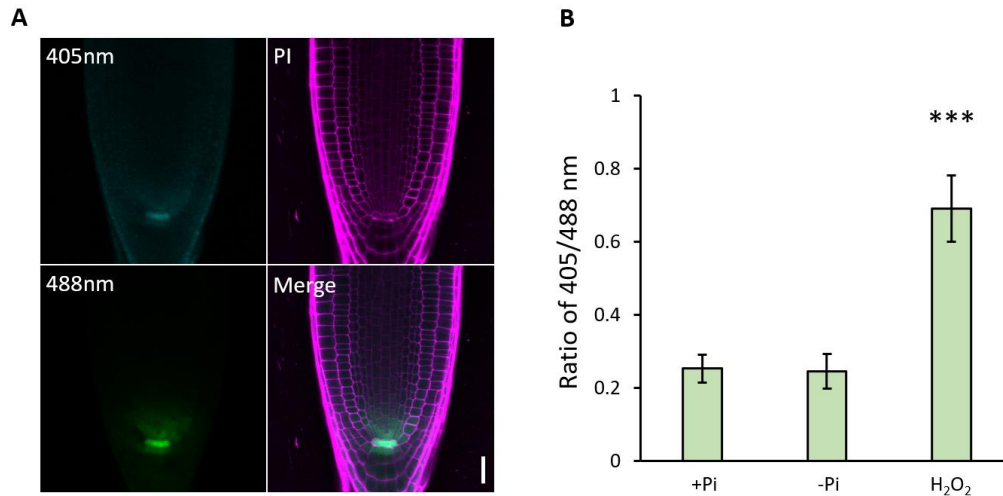 A
405nm
PI
488nm
Merge
B
Ratio of 405/488 nm
1
0.8
0.6
0.4
0.2
0
***
+Pi
-Pi
H₂O₂